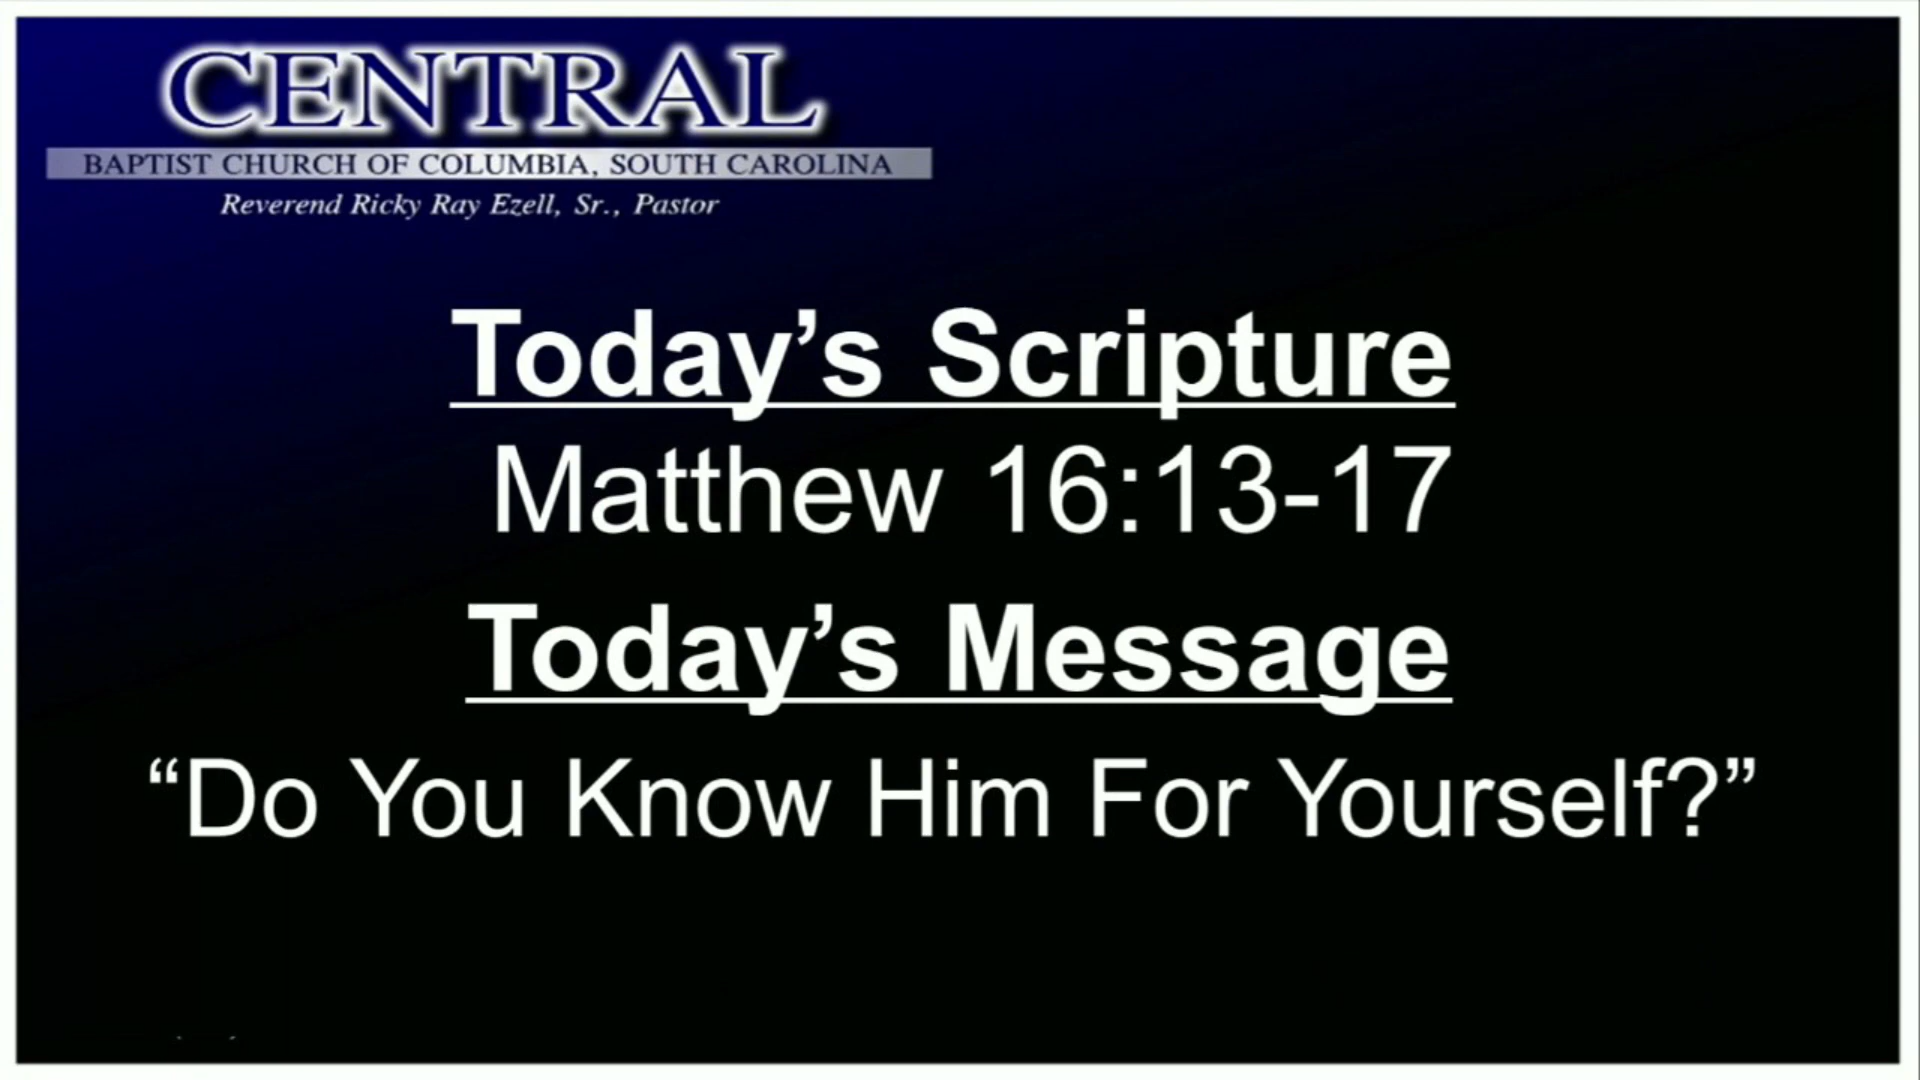 CENTRAL
BAPTIST CHURCH OF COLUMBIA, SOUTH CAROLINA
Reverend Ricky Ray Ezell, Sr., Pastor
Today’s Scripture
Matthew 16:13-17
Today’s Message
“Do You Know Him For Yourself?”